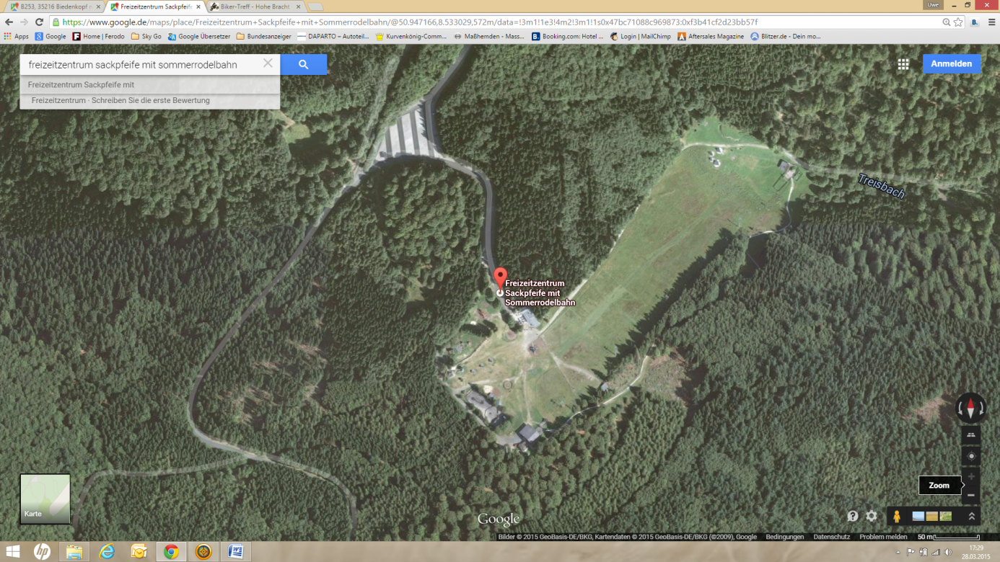 B253, 35216 Biedenkopf n
Freizeitzentrum Sackpfeife
Biker-Treff - Hohe Bracht
Uwe
https://www.google.de/maps/place/Freizeitzentrum+Sackpfeife+mit+Sommerrodelbahn/@50.947166,8.533029,572m/data=!3m1!1e3!4m2!3m1!1s0x47bc71088c969873:0xf3b41cf2d23bb57f
Apps Google Home | Ferodo Sky Go Google Übersetzer Bundesanzeiger DAPARTO – Autoteil... Kurvenkönig-Comm... Maßhemden - Mass... Booking.com: Hotel ... Login | MailChimp Aftersales Magazine Blitzer.de - Dein mo...
freizeitzentrum sackpfeife mit sommerrodelbahn
Anmelden
Freizeitzentrum Sackpfeife mit
Freizeitzentrum · Schreiben Sie die erste Bewertung
Treisbach
Freizeitzentrum
Sackpfeife mit
Sommerrodelbahn
Zoom
Karte
Google
Bilder © 2015 GeoBasis-DE/BKG, Kartendaten © 2015 GeoBasis-DE/BKG (©2009), Google Bedingungen Datenschutz Problem melden 50 m
17:29
28.03.2015